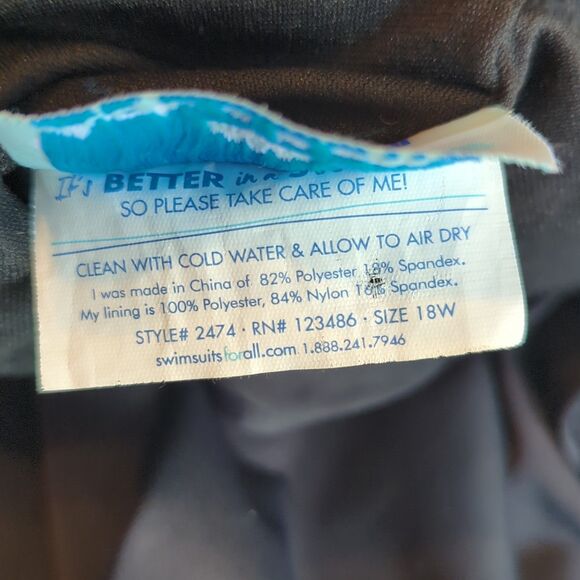 It's BETTER in a
SO PLEASE TAKE CARE OF ME!
CLEAN WITH COLD WATER & ALLOW TO AIR DRY
I was made in China of 82% Polyester 18% Spandex.
My lining is 100% Polyester, 84% Nylon Spandex.
STYLE# 2474 · RN# 123486 · SIZE 18W
swimsuitsforall.com 1.888.241.7946